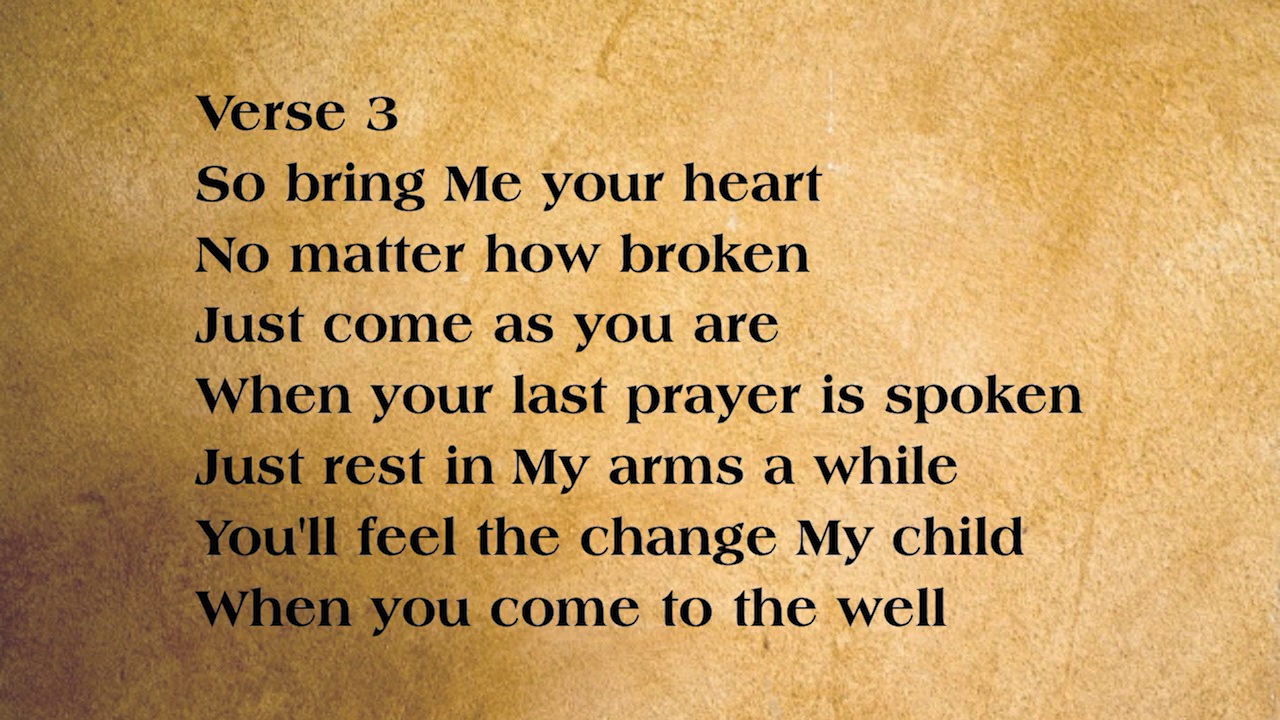 Verse 3
So bring Me your heart
No matter how broken
Just come as you are
When your last prayer is spoken
Just rest in My arms a while
You'll feel the change My child
When you come to the well